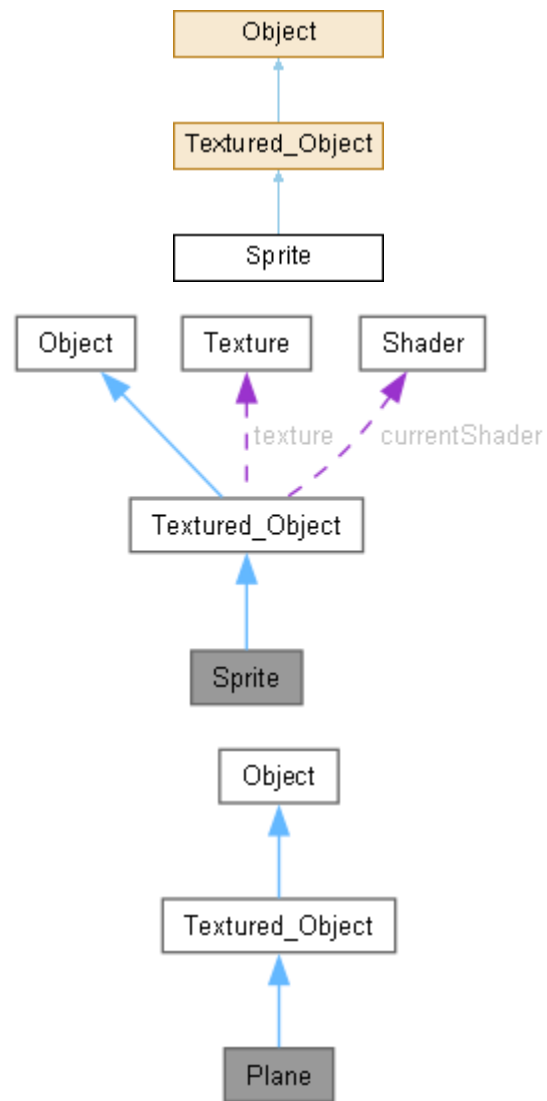 Object
Textured_Object
Sprite
Object Texture Shader
texture currentShader
Textured_Object
Sprite
Object
Textured_Object
Plane